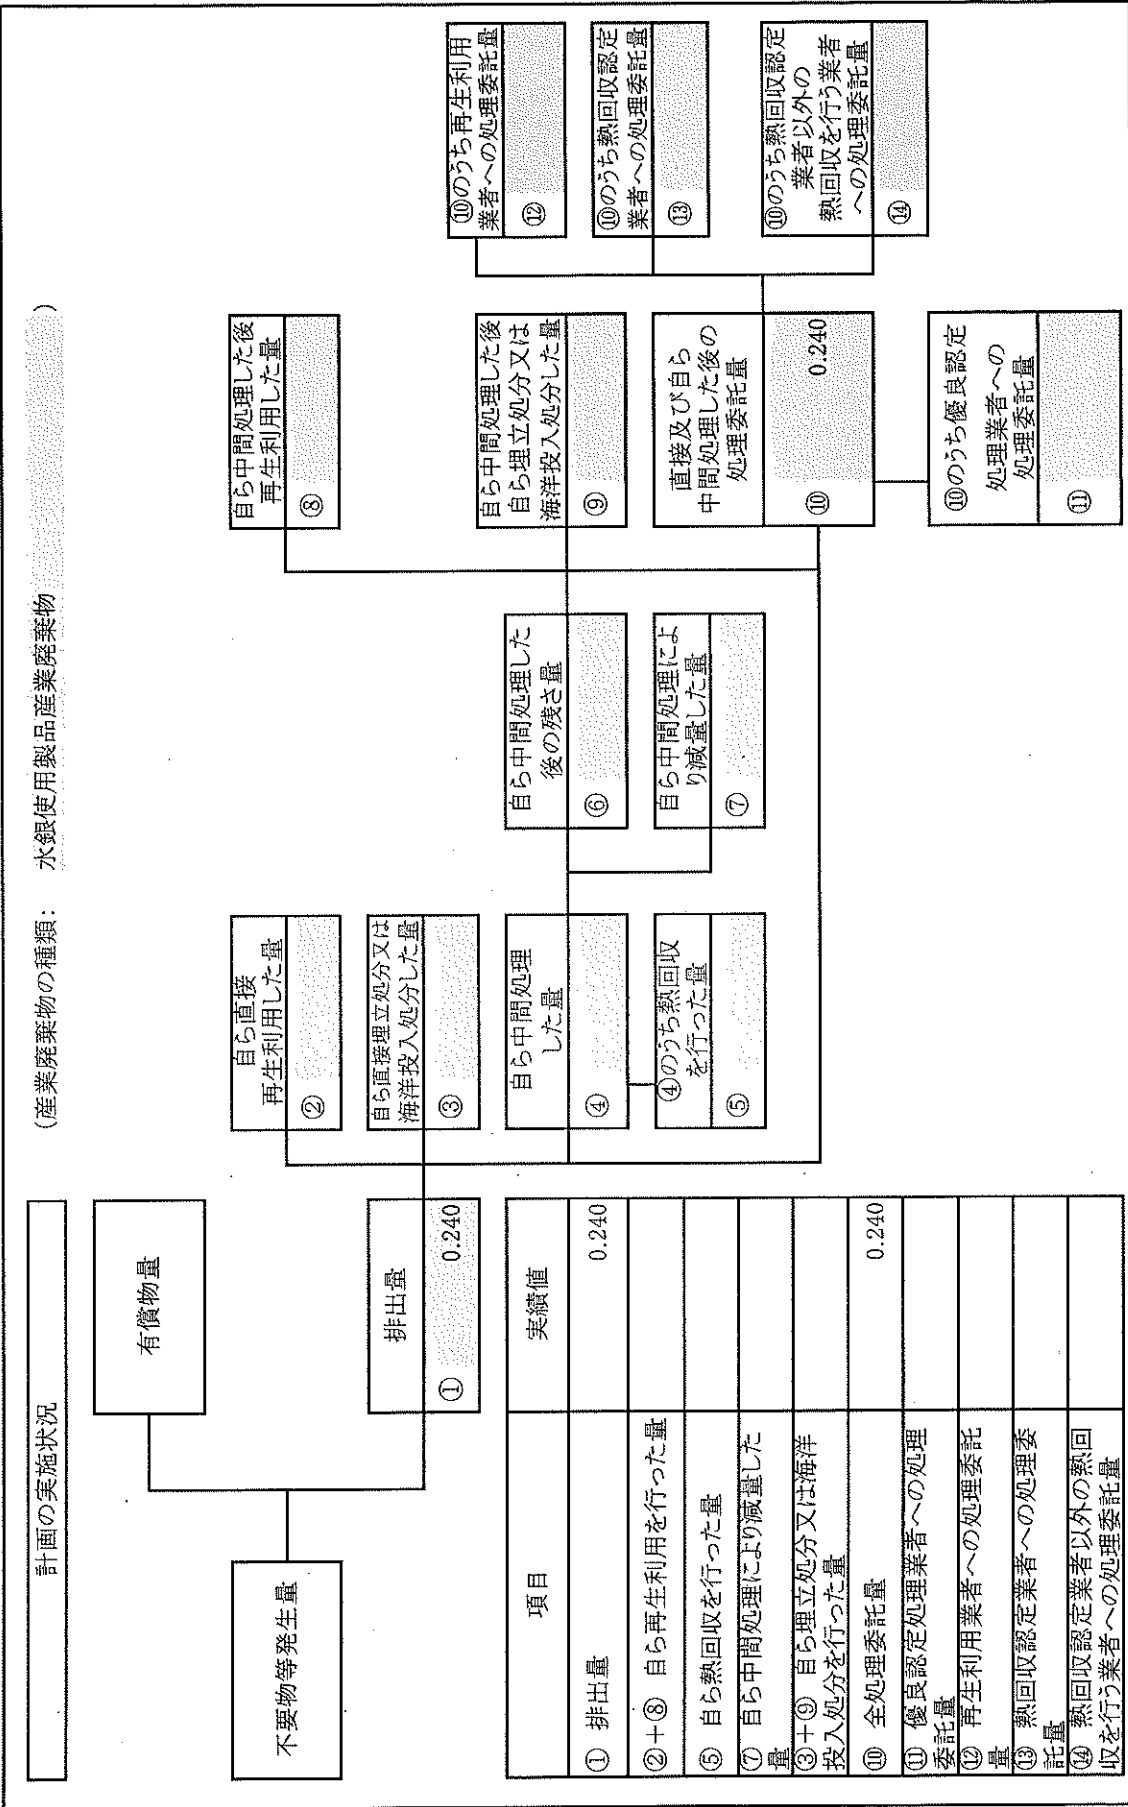 計画の実施状況
(産業廃棄物の種類: 水銀使用製品産業廃棄物 )
不要物等発生量
有償物量
排出量
① 0.240
自ら直接
再生利用した量
②
自ら直接埋立処分又は
海洋投入処分した量
③
自ら中間処理
した量
④
④のうち熱回収
を行った量
⑤
自ら中間処理した
後の残さ量
⑥
自ら中間処理によ
り減量した量
⑦
自ら中間処理した後
再生利用した量
⑧
自ら中間処理した後
自ら埋立処分又は
海洋投入処分した量
⑨
直接及び自ら
中間処理した後の
処理委託量
⑩ 0.240
⑩のうち優良認定
処理業者への
処理委託量
⑪
⑩のうち再生利用
業者への処理委託量
⑫
⑩のうち熱回収認定
業者への処理委託量
⑬
⑩のうち熱回収認定
業者以外の
熱回収を行う業者
への処理委託量
⑭
項目 実績値
① 排出量 0.240
②+⑧ 自ら再生利用を行った量
⑤ 自ら熱回収を行った量
⑦ 自ら中間処理により減量した
量
③+⑨ 自ら埋立処分又は海洋
投入処分を行った量
⑩ 全処理委託量 0.240
⑪ 優良認定処理業者への処理
委託量
⑫ 再生利用業者への処理委託
量
⑬ 熱回収認定業者への処理委
託量
⑭ 熱回収認定業者以外の熱回
収を行う業者への処理委託量